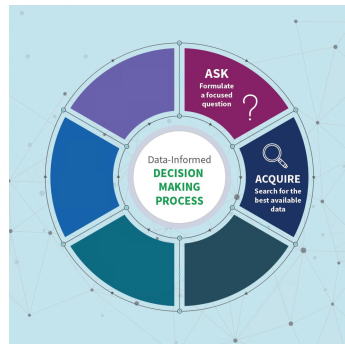 ASK
Formulate
a focused
question
?
ACQUIRE
Search for the
best available
data
Data-Informed
DECISION
MAKING
PROCESS